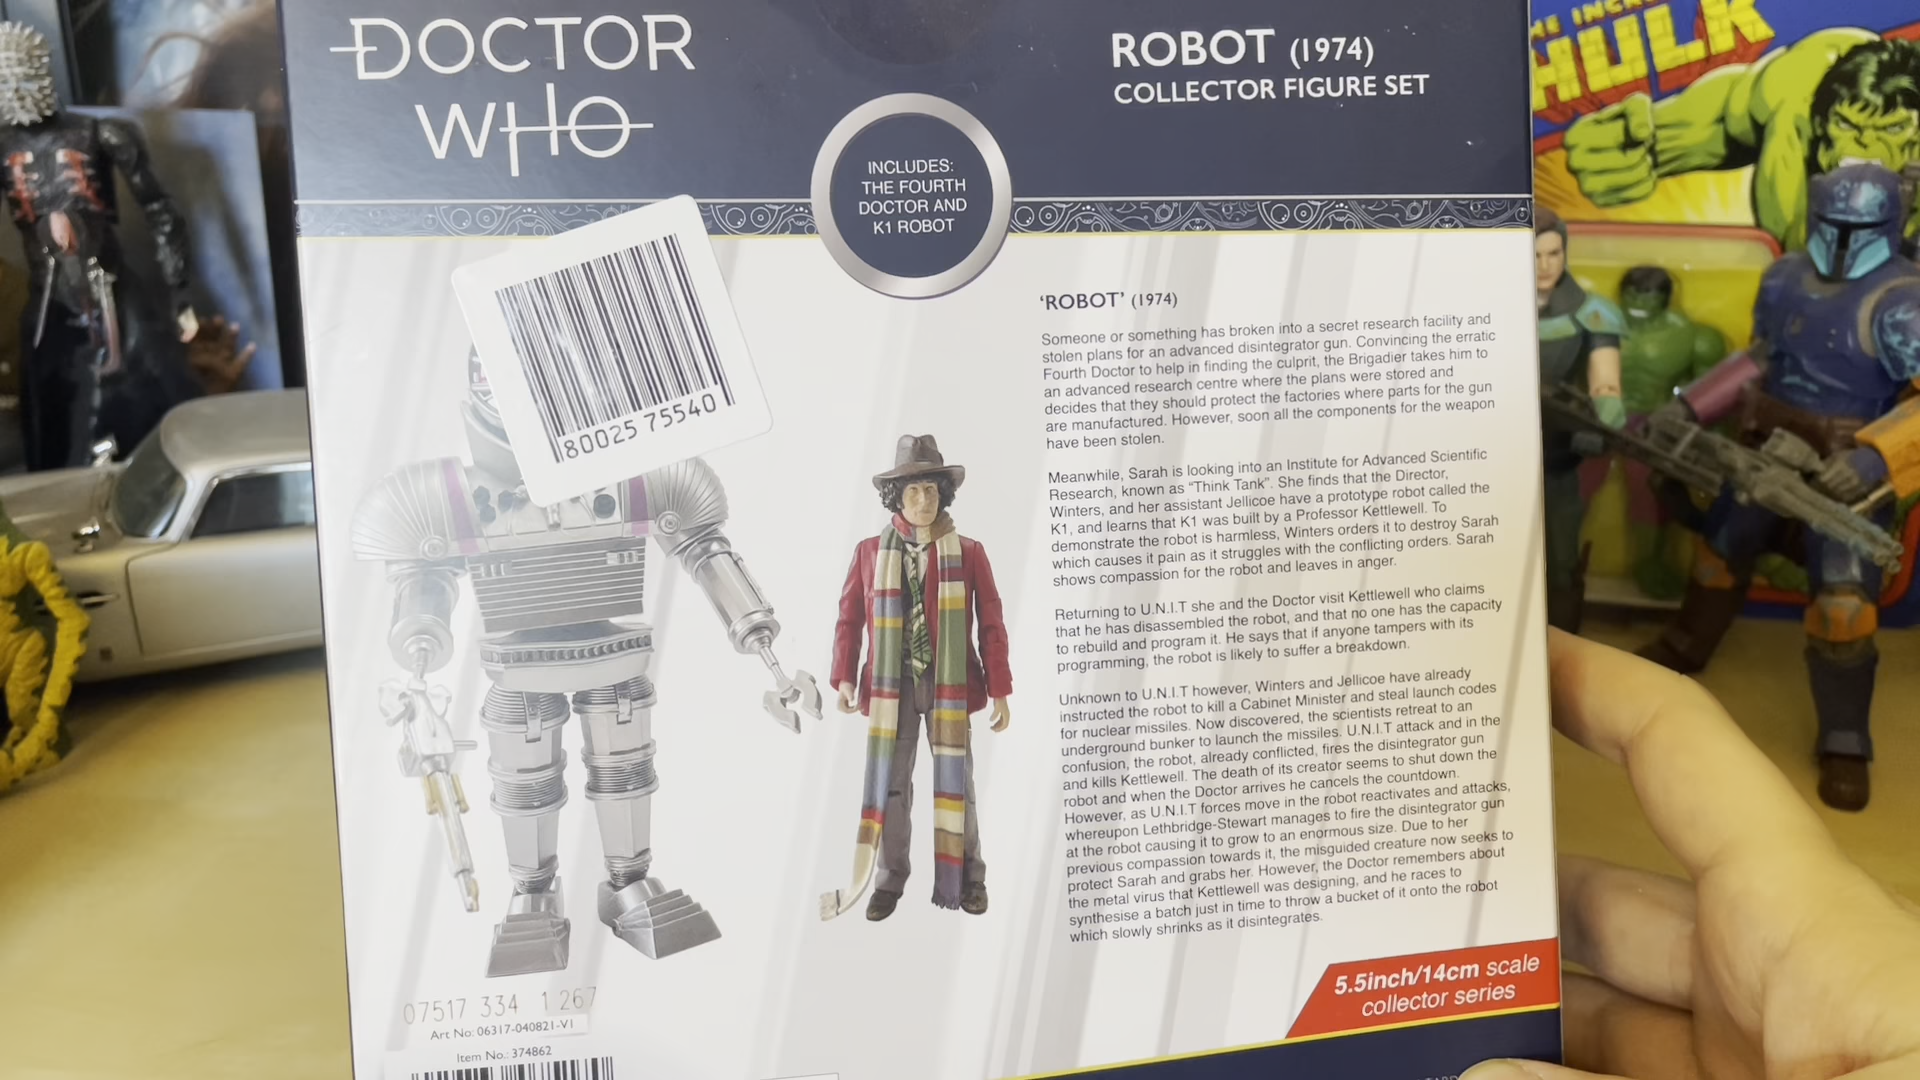 DOCTOR
WHO
ROBOT (1974)
COLLECTOR FIGURE SET
INCLUDES:
THE FOURTH
DOCTOR AND
K1 ROBOT
HULK
80025 75540
‘ROBOT’ (1974)
Someone or something has broken into a secret research facility and
stolen plans for an advanced disintegrator gun. Convincing the erratic
Fourth Doctor to help in finding the culprit, the Brigadier takes him to
an advanced research centre where the plans were stored and
decides that they should protect the factories where parts for the gun
are manufactured. However, soon all the components for the weapon
have been stolen.
Meanwhile, Sarah is looking into an Institute for Advanced Scientific
Research, known as “Think Tank”. She finds that the Director,
Winters, and her assistant Jellicoe have a prototype robot called the
K1, and learns that K1 was built by a Professor Kettlewell. To
demonstrate the robot is harmless, Winters orders it to destroy Sarah
which causes it pain as it struggles with the conflicting orders. Sarah
shows compassion for the robot and leaves in anger.
Returning to U.N.I.T she and the Doctor visit Kettlewell who claims
that he has disassembled the robot, and that no one has the capacity
to rebuild and program it. He says that if anyone tampers with its
programming, the robot is likely to suffer a breakdown.
Unknown to U.N.I.T however, Winters and Jellicoe have already
instructed the robot to kill a Cabinet Minister and steal launch codes
for nuclear missiles. Now discovered, the scientists retreat to an
underground bunker to launch the missiles. U.N.I.T attack and in the
confusion, the robot, already conflicted, fires the disintegrator gun
and kills Kettlewell. The death of its creator seems to shut down the
robot and when the Doctor arrives he cancels the countdown.
However, as U.N.I.T forces move in the robot reactivates and attacks,
whereupon Lethbridge-Stewart manages to fire the disintegrator gun
at the robot causing it to grow to an enormous size. Due to her
previous compassion towards it, the misguided creature now seeks to
protect Sarah and grabs her. However, the Doctor remembers about
the metal virus that Kettlewell was designing, and he races to
synthesise a batch just in time to throw a bucket of it onto the robot
which slowly shrinks as it disintegrates.
5.5inch/14cm scale
collector series
07517 334 1 267
Art No: 06317-040821-V1
Item No.: 374862